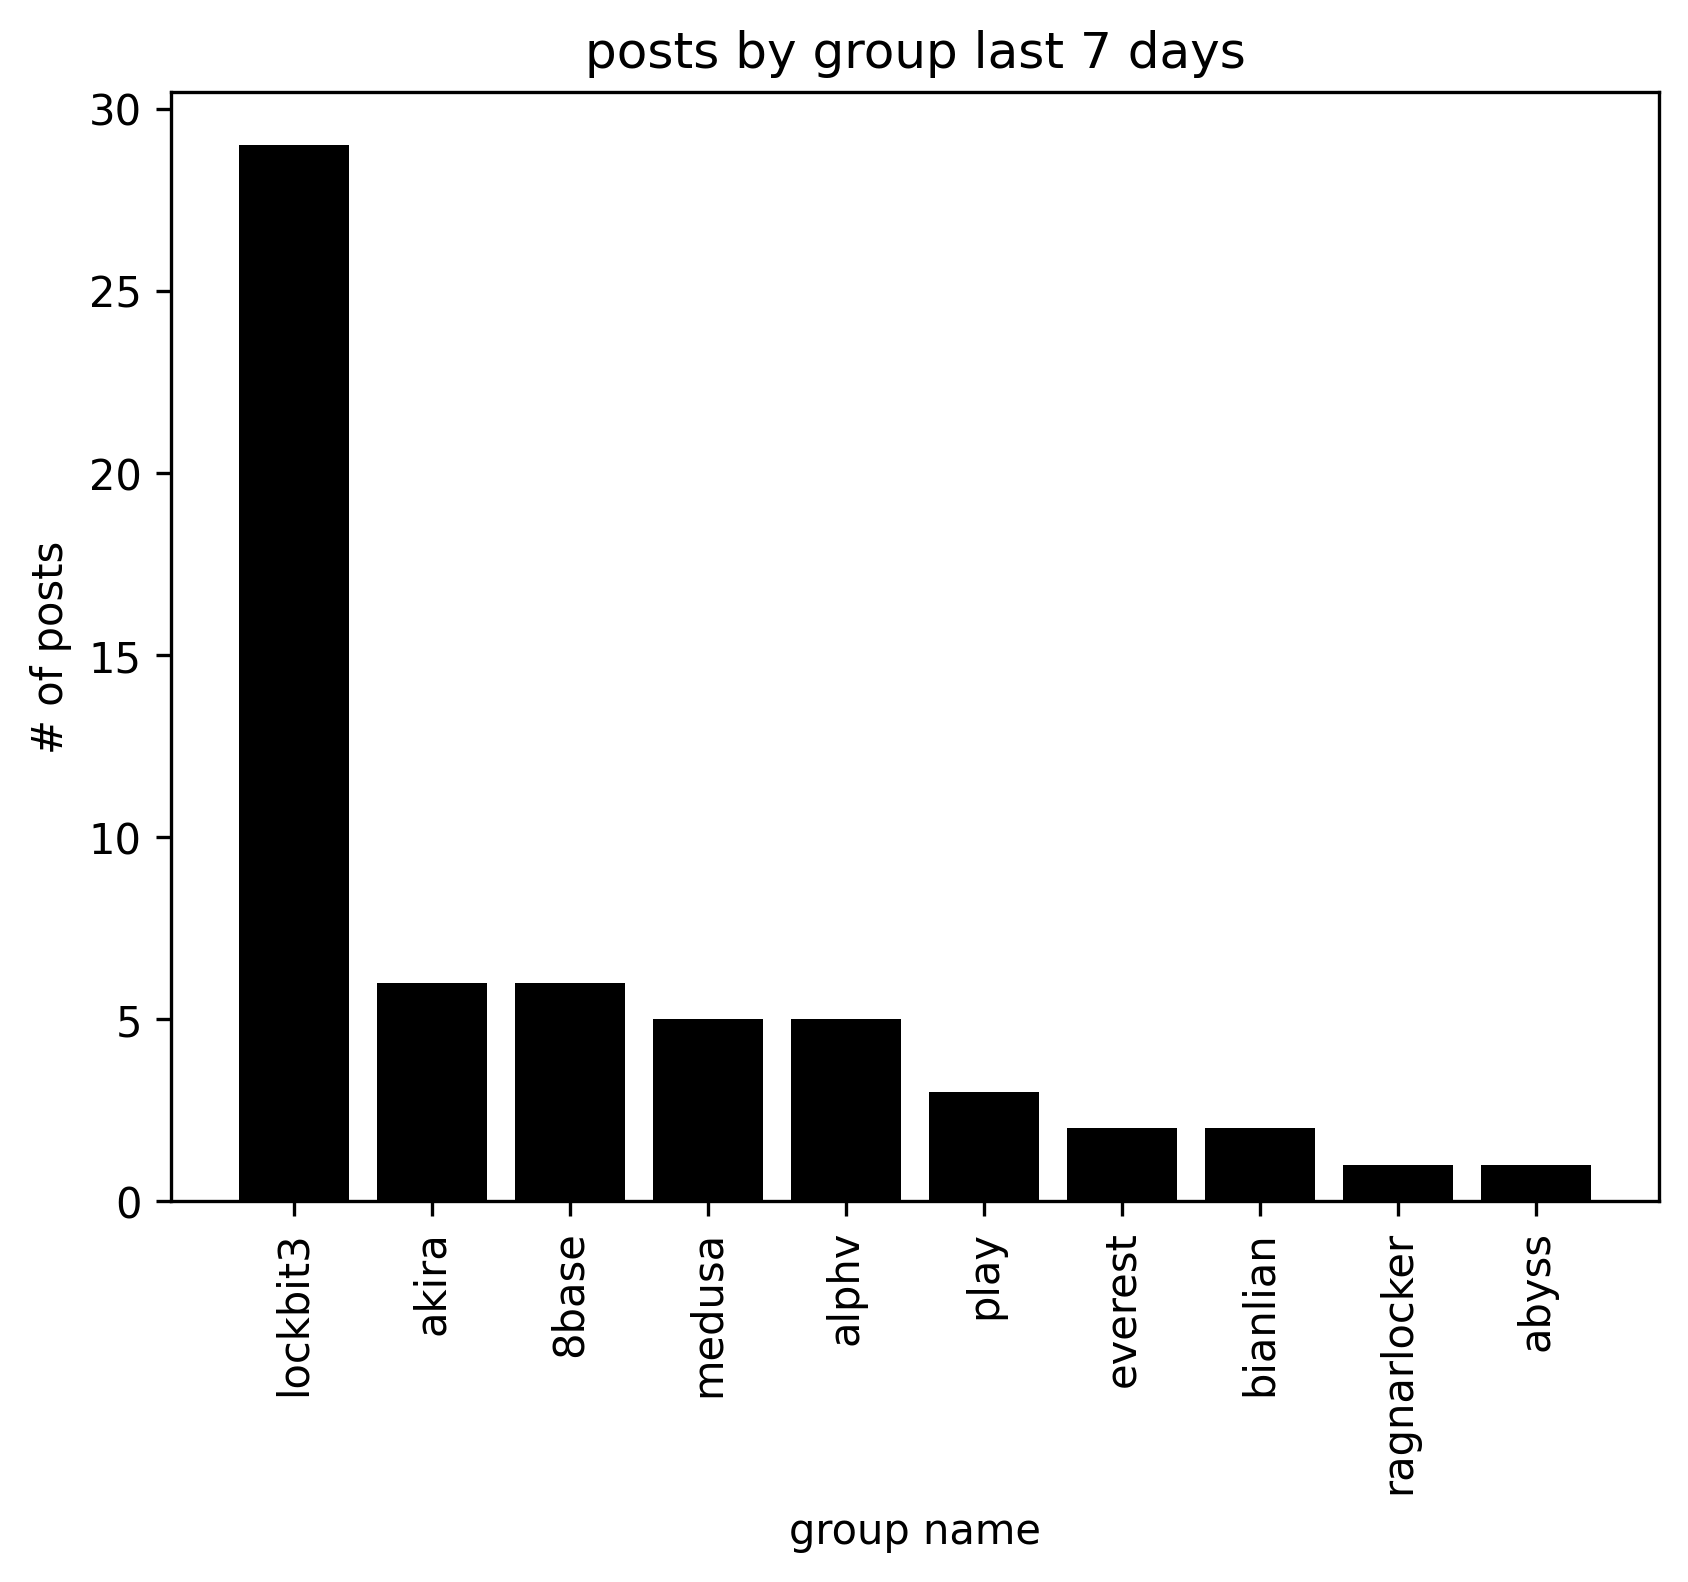 posts by group last 7 days
# of posts
30
25
20
15
10
5
0
lockbit3
akira
8base
medusa
alphv
play
everest
bianlian
ragnarlocker
abyss
group name